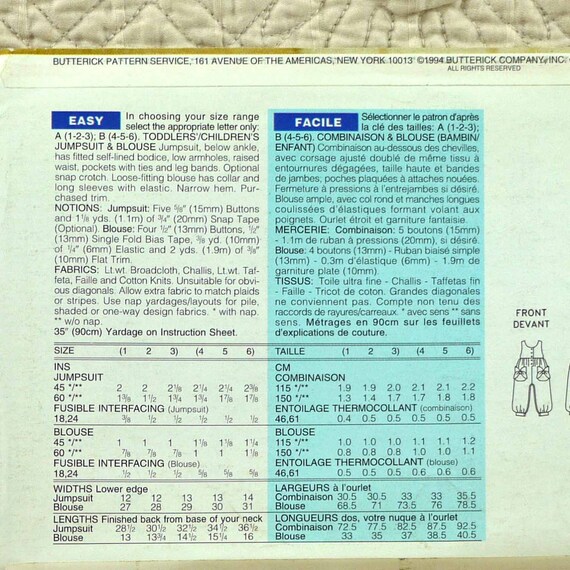 BUTTERICK PATTERN SERVICE, 161 AVENUE OF THE AMERICAS, NEW YORK 10013 ©1994 BUTTERICK COMPANY, INC.
ALL RIGHTS RESERVED
EASY In choosing your size range
select the appropriate letter only:
A (1-2-3); B (4-5-6). TODDLERS'/CHILDREN'S
JUMPSUIT & BLOUSE Jumpsuit, below ankle,
has fitted self-lined bodice, low armholes, raised
waist, pockets with ties and leg bands. Optional
snap crotch. Loose-fitting blouse has collar and
long sleeves with elastic. Narrow hem. Pur-
chased trim.
NOTIONS: Jumpsuit: Five 5/8" (15mm) Buttons
and 1 1/8 yds. (1.1m) of 3/4" (20mm) Snap Tape
(Optional). Blouse: Four 1/2" (13mm) Buttons, 1/2"
(13mm) Single Fold Bias Tape, 3/8 yd. (10mm)
of 1/4" (6mm) Elastic and 2 yds. (1.9m) of 3/8"
(10mm) Flat Trim.
FABRICS: Lt.wt. Broadcloth, Challis, Lt.wt. Taf-
feta, Faille and Cotton Knits. Unsuitable for obvi-
ous diagonals. Allow extra fabric to match plaids
or stripes. Use nap yardages/layouts for pile,
shaded or one-way design fabrics. * with nap.
** w/o nap.
35" (90cm) Yardage on Instruction Sheet.
SIZE (1 2 3) (4 5 6)
INS
JUMPSUIT
45 */** 2 2 2 1/8 2 1/4 2 1/4 2 3/8
60 */** 1 3/8 1 1/2 1 3/4 1 3/4 1 7/8 1 7/8
FUSIBLE INTERFACING (Jumpsuit)
18,24 3/8 1/2 1/2 1/2 1/2 1/2
BLOUSE
45 */** 1 1 1 1 1/8 1 1/8 1 1/4
60 */** 7/8 7/8 7/8 1 1 1
FUSIBLE INTERFACING (Blouse)
18,24 1/2 1/2 1/2 5/8 5/8 5/8
WIDTHS Lower edge
Jumpsuit 12 12 13 13 14
Blouse 27 28 29 30 31
LENGTHS Finished back from base of your neck
Jumpsuit 28 1/2 30 1/2 32 1/2 34 1/2 36 1/2
Blouse 13 13 3/4 14 1/2 15 1/4 16
FACILE Sélectionner le patron d'après
la clé des tailles: A (1-2-3);
B (4-5-6). COMBINAISON & BLOUSE (BAMBIN/
ENFANT) Combinaison au-dessous des chevilles,
avec corsage ajusté doublé de même tissu à
entournures dégagées, taille haute et bandes
de jambes, poches plaquées à attaches nouées.
Fermeture à pressions à l'entrejambes si désiré.
Blouse ample, avec col rond et manches longues
coulissées d'élastiques formant volant aux
poignets. Ourlet étroit et garniture fantaisie.
MERCERIE: Combinaison: 5 boutons (15mm)
- 1.1m de ruban à pressions (20mm), si désiré.
Blouse: 4 boutons (13mm) - Ruban biais simple
(13mm) - 0.3m d'élastique (6mm) - 1.9m de
garniture plate (10mm).
TISSUS: Toile ultra fine - Challis - Taffetas fin
- Faille - Tricot de coton. Grandes diagonales
ne conviennent pas. Compte non tenu des
raccords de rayures/carreaux. * avec sens ** sans
sens. Métrages en 90cm sur les feuillets
d'explications de couture.
TAILLE (1 2 3) (4 5 6)
CM
COMBINAISON
115 */** 1.9 1.9 2.0 2.1 2.1 2.2
150 */** 1.3 1.4 1.7 1.7 1.8 1.8
ENTOILAGE THERMOCOLLANT (combinaison)
46,61 0.4 0.5 0.5 0.5 0.5 0.5
BLOUSE
115 */** 1.0 1.0 1.0 1.1 1.1 1.2
150 */** 0.8 0.8 0.8 0.9 0.9 1.0
ENTOILAGE THERMOCOLLANT (blouse)
46,61 0.5 0.5 0.5 0.6 0.6 0.6
LARGEURS à l'ourlet
Combinaison 30.5 30.5 33 33 35.5
Blouse 68.5 71 73.5 76 78.5
LONGUEURS dos, votre nuque à l'ourlet
Combinaison 72.5 77.5 82.5 87.5 92.5
Blouse 33 35 37 38.5 40.5
FRONT
DEVANT